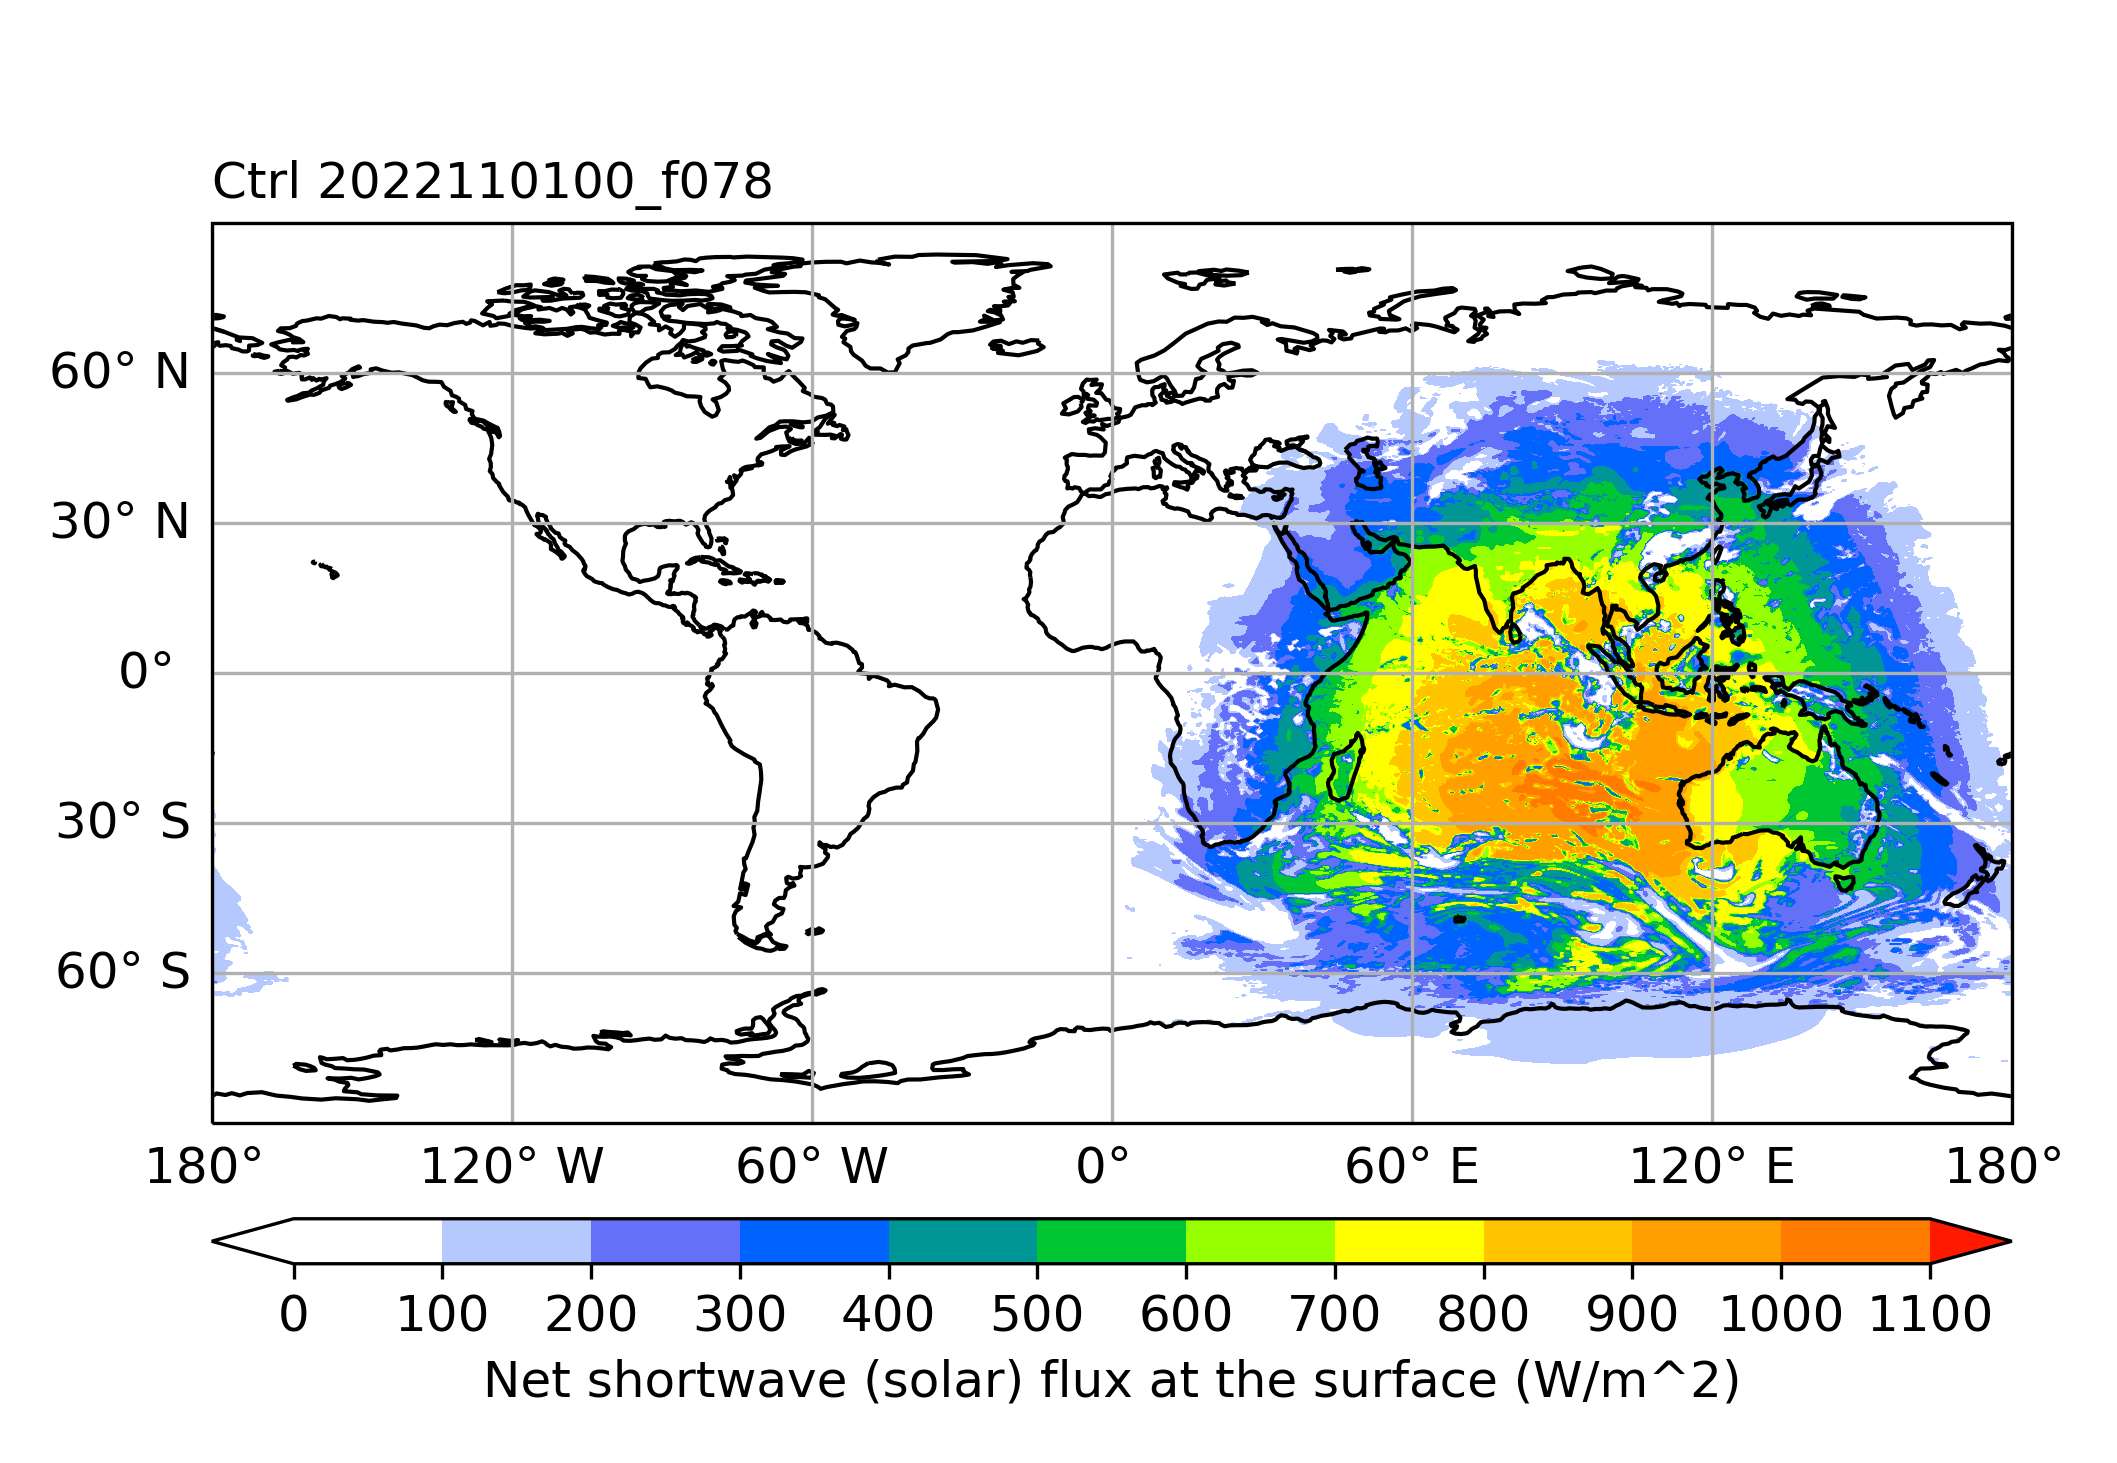 Ctrl 2022110100_f078
60° N
30° N
0°
30° S
60° S
180° 120° W 60° W 0° 60° E 120° E 180°
0 100 200 300 400 500 600 700 800 900 1000 1100
Net shortwave (solar) flux at the surface (W/m^2)